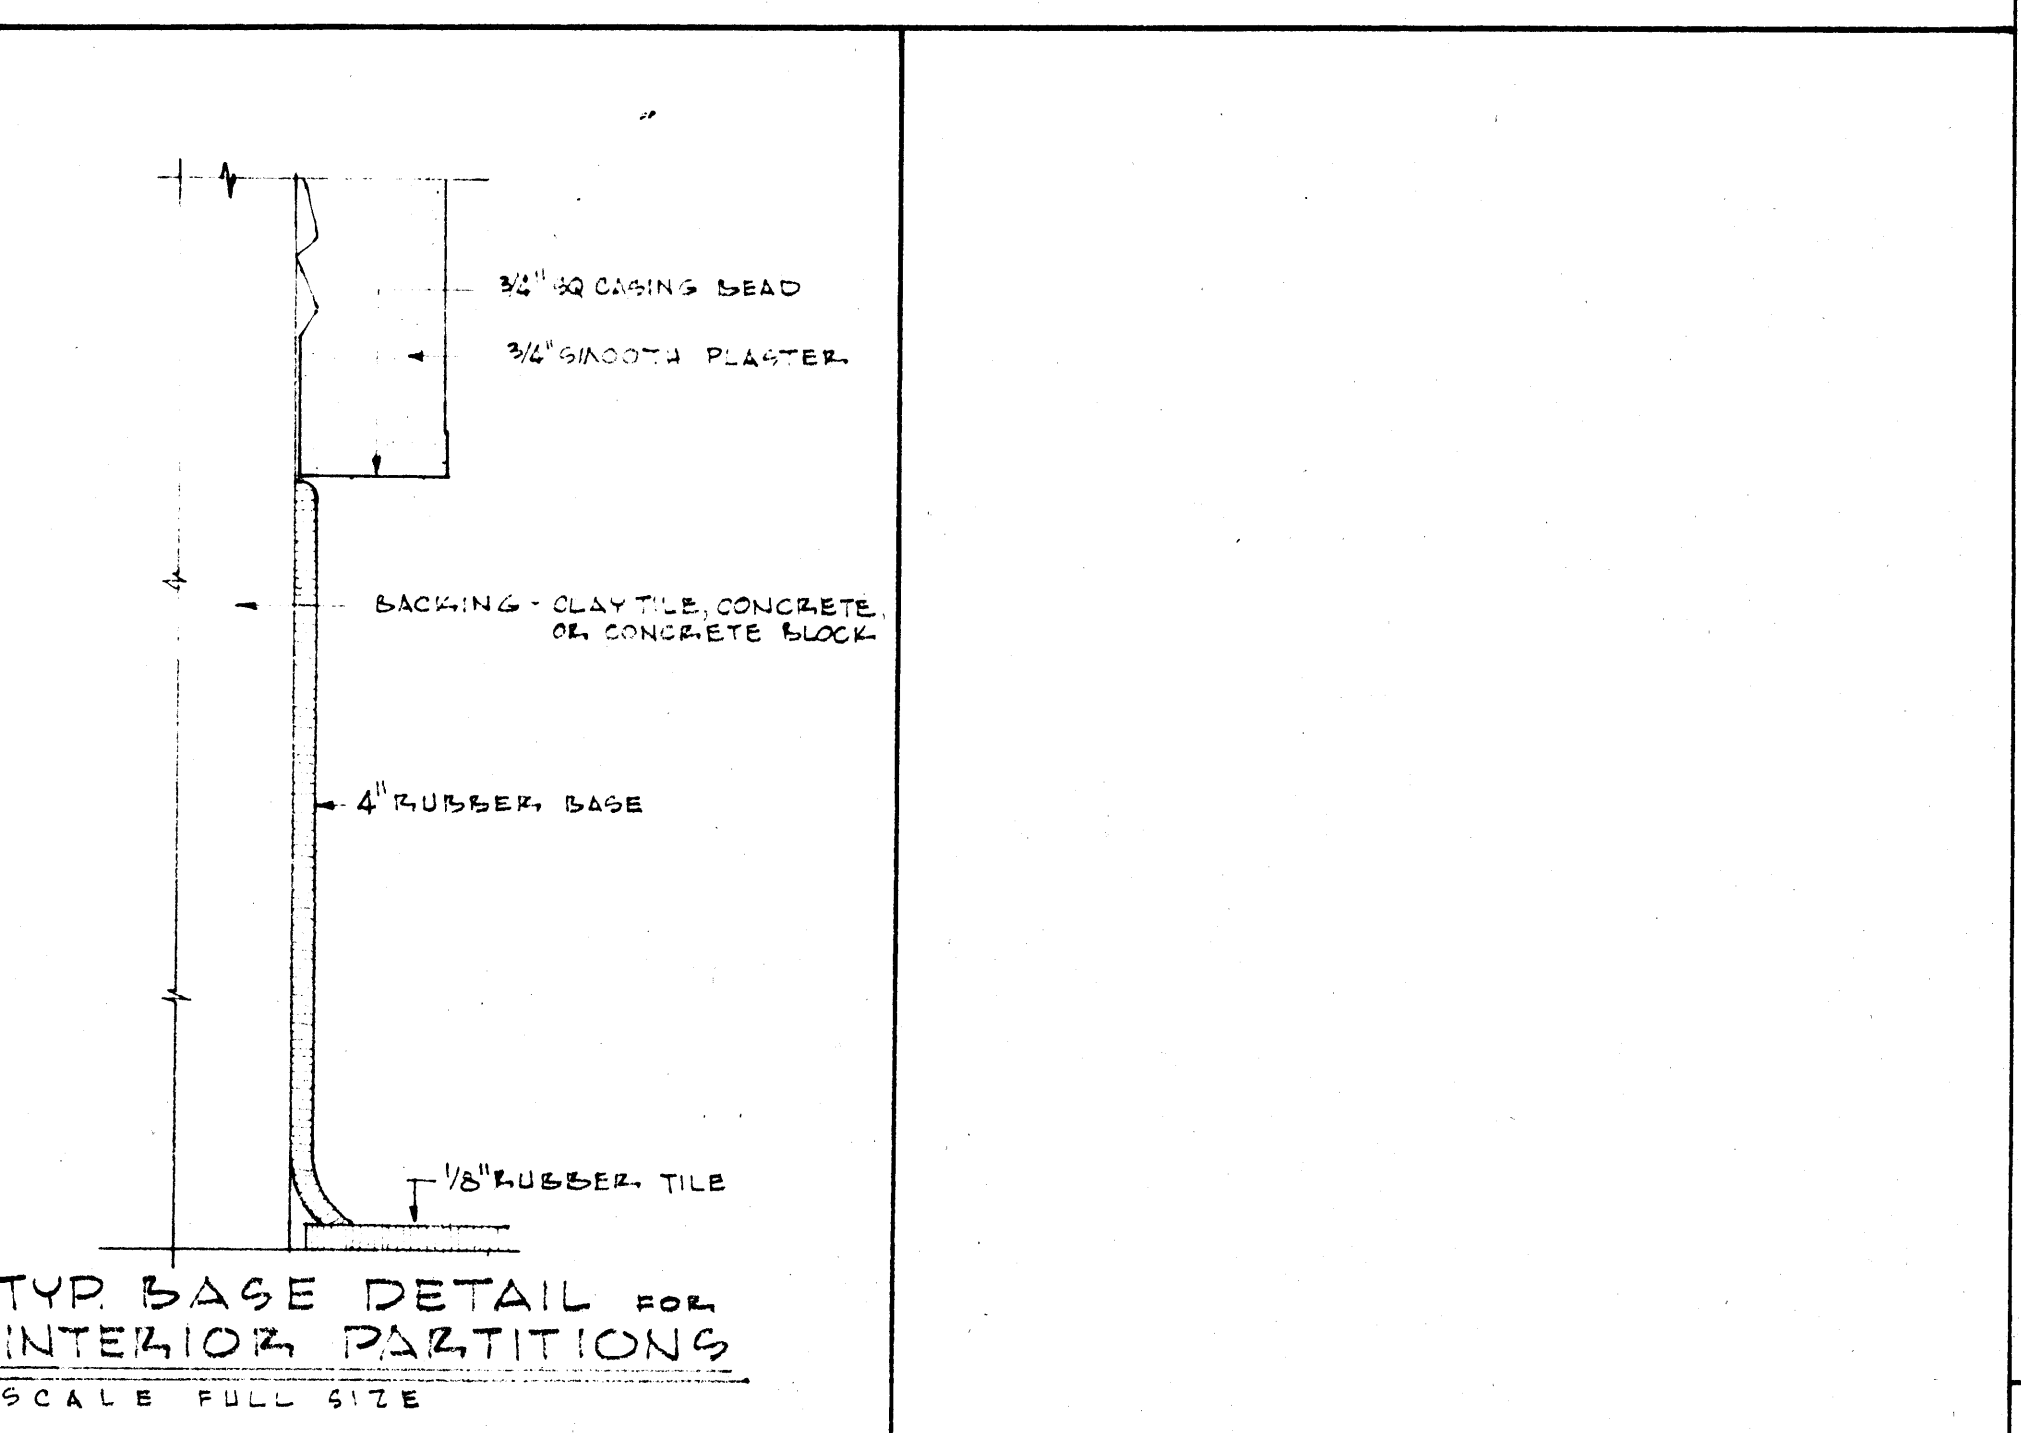 3/4" SQ CASING BEAD
3/4" SMOOTH PLASTER
BACKING - CLAY TILE, CONCRETE,
OR CONCRETE BLOCK
4" RUBBER BASE
1/8" RUBBER TILE
TYP. BASE DETAIL FOR
INTERIOR PARTITIONS
SCALE FULL SIZE